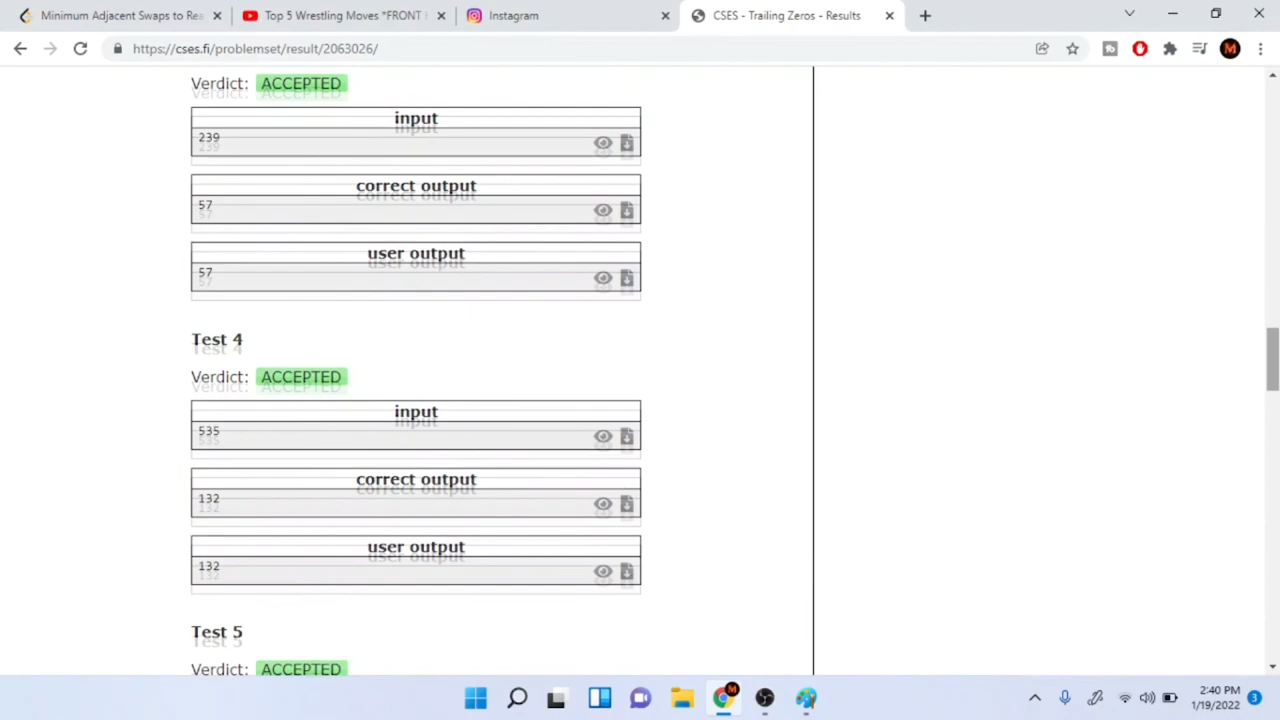 Minimum Adjacent Swaps to Rea
Top 5 Wrestling Moves *FRONT
Instagram
CSES - Trailing Zeros - Results
https://cses.fi/problemset/result/2063026/
M
Verdict: ACCEPTED
input
239
correct output
57
user output
57
Test 4
Verdict: ACCEPTED
input
535
correct output
132
user output
132
Test 5
Verdict: ACCEPTED
M
2:40 PM
1/19/2022
3